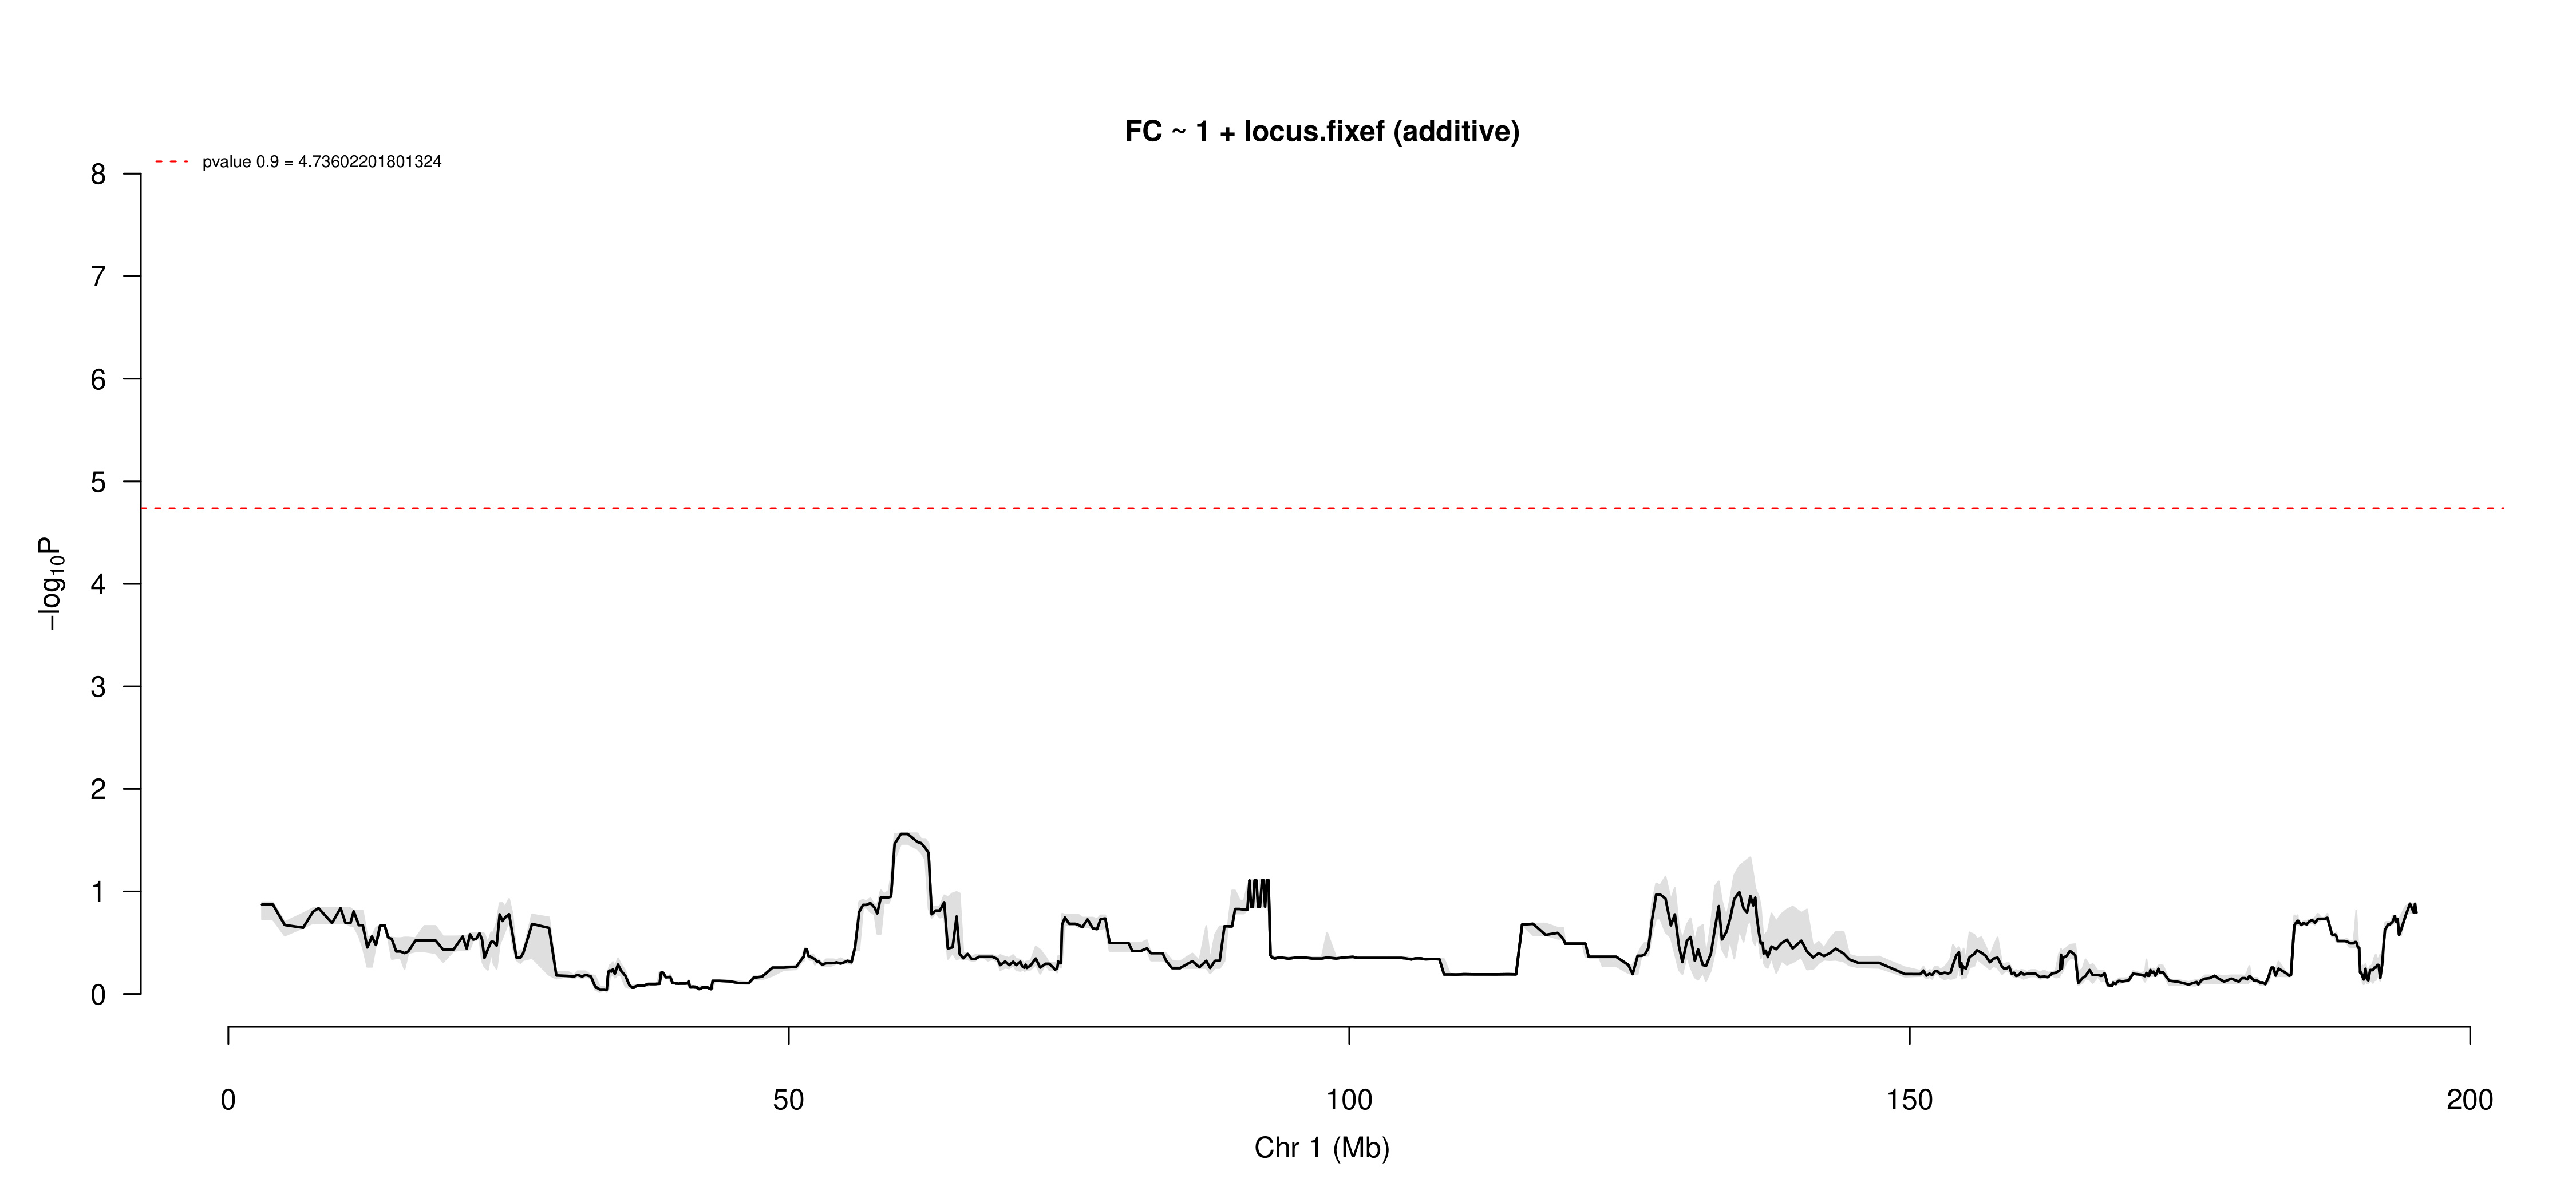 FC ~ 1 + locus.fixef (additive)
pvalue 0.9 = 4.73602201801324
8
7
6
5
4
3
2
1
0
−log₁₀P
0 50 100 150 200
Chr 1 (Mb)